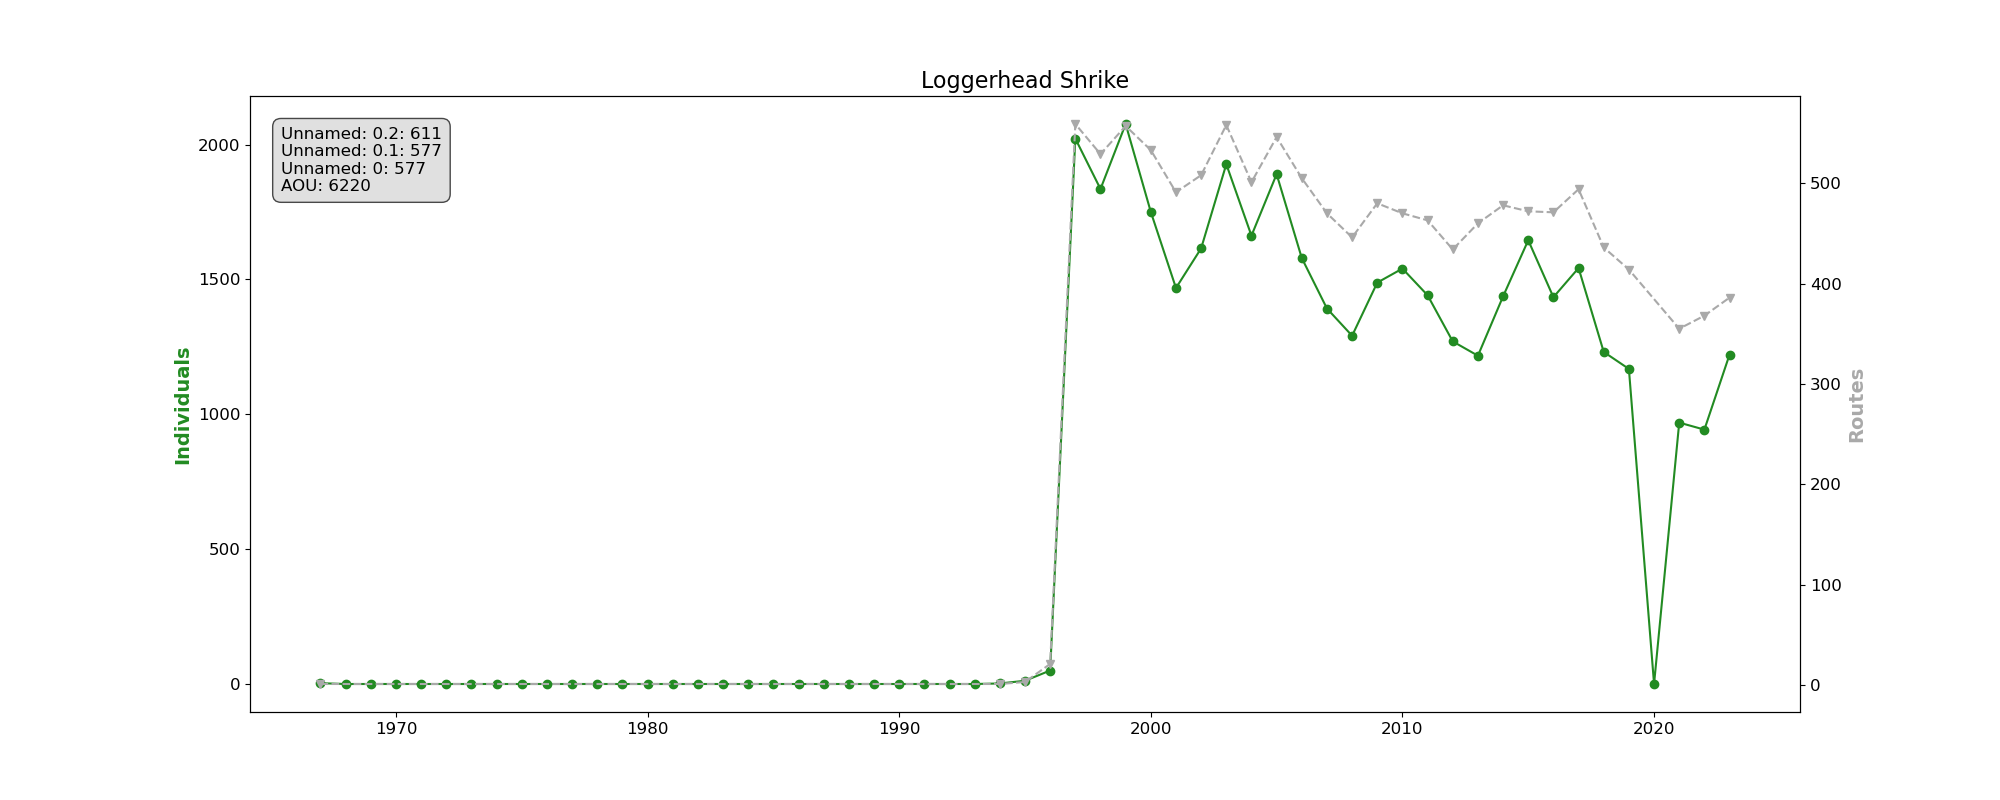 Loggerhead Shrike
Unnamed: 0.2: 611
Unnamed: 0.1: 577
Unnamed: 0: 577
AOU: 6220
2000
1500
1000
500
0
Individuals
500
400
300
200
100
0
Routes
1970
1980
1990
2000
2010
2020